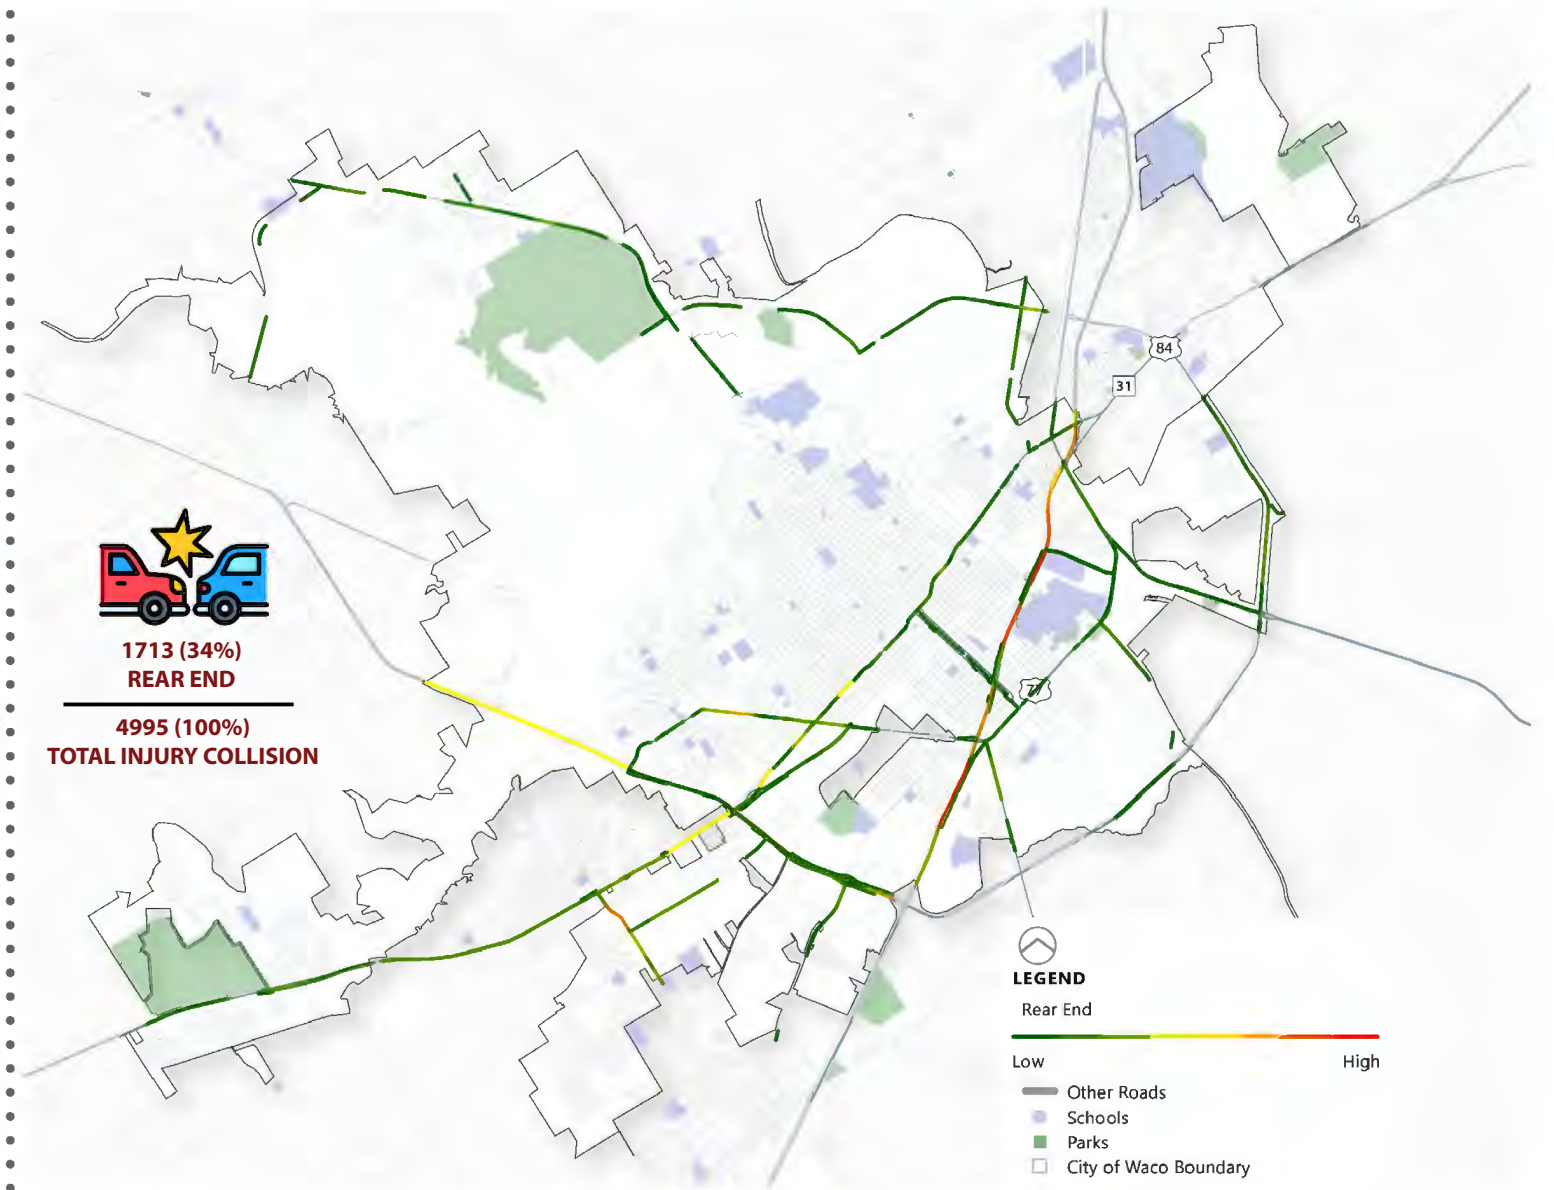 84
31
1713 (34%)
REAR END
4995 (100%)
TOTAL INJURY COLLISION
77
LEGEND
Rear End
Low
High
Other Roads
Schools
Parks
City of Waco Boundary